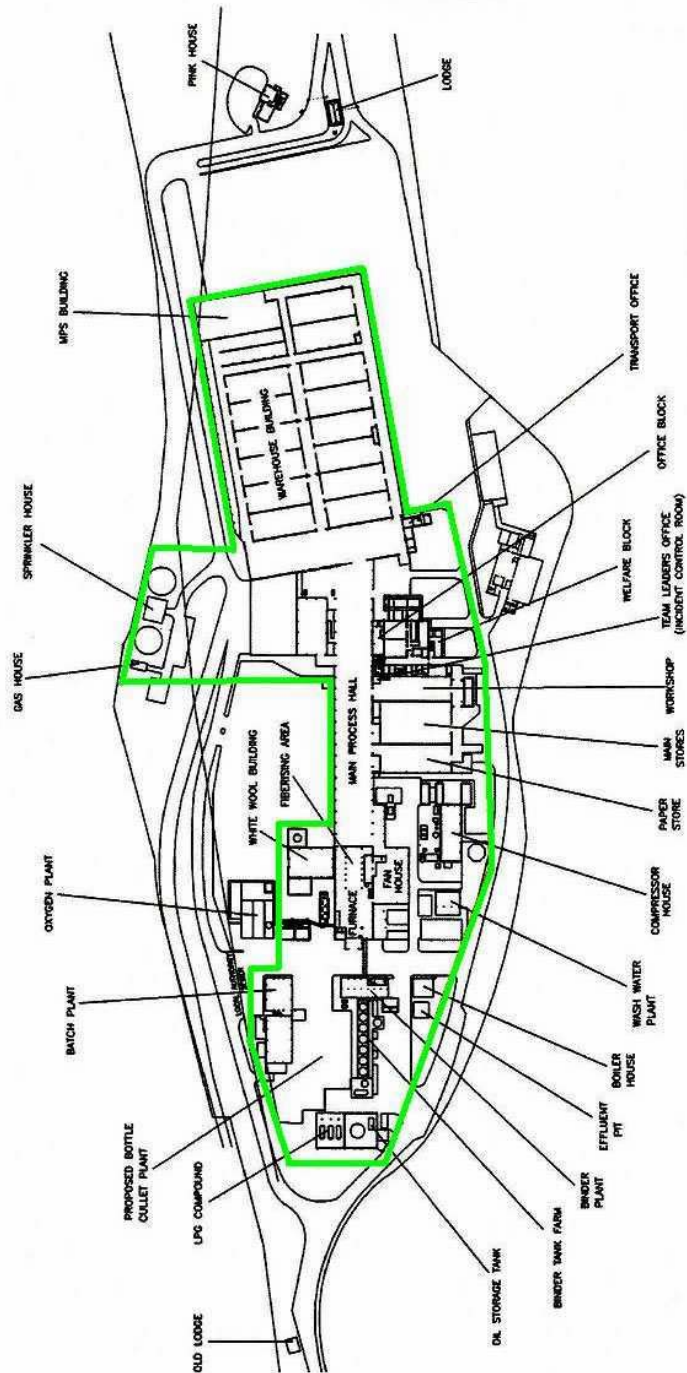 OLD LODGE
PROPOSED BOTTLE
CULLET PLANT
LPG COMPOUND
BATCH PLANT
OXYGEN PLANT
GAS HOUSE
SPRINKLER HOUSE
MPS BUILDING
PINK HOUSE
LOCAL AUTHORITY
WHITE WOOL BUILDING
FIBERISING AREA
FURNACE
FAN
HOUSE
MAIN PROCESS HALL
WAREHOUSE BUILDING
OIL STORAGE TANK
BINDER TANK FARM
BINDER
PLANT
EFFLUENT
PIT
BOILER
HOUSE
WASH WATER
PLANT
COMPRESSOR
HOUSE
PAPER
STORE
MAIN
STORES
WORKSHOP
TEAM LEADERS OFFICE
(INCIDENT CONTROL ROOM)
WELFARE BLOCK
OFFICE BLOCK
TRANSPORT OFFICE
LODGE